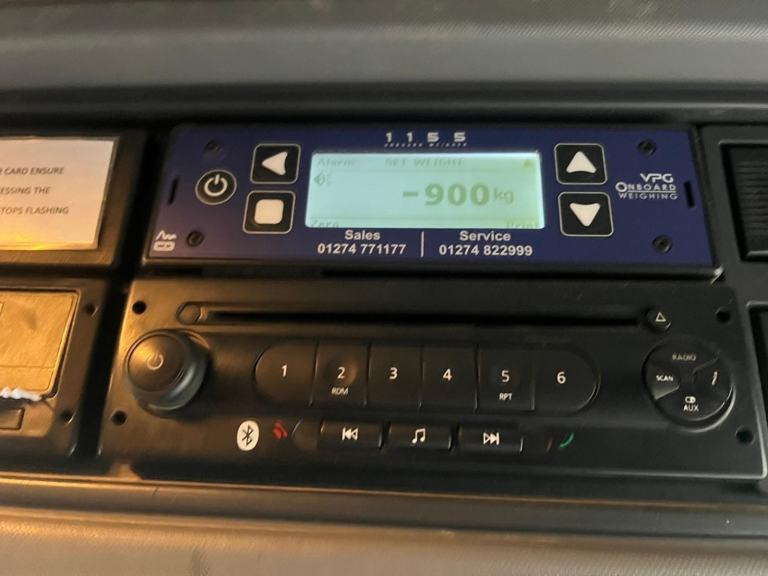 CARD ENSURE
ESSING THE
TOPS FLASHING
1155
ONBOARD WEIGHER
Alarm SET WEIGHT
-900kg
Zero Print
VPG
ONBOARD
WEIGHING
Sales
01274 771177
Service
01274 822999
1
2
3
4
5
6
RDM
RPT
RADIO
SCAN
i
AUX